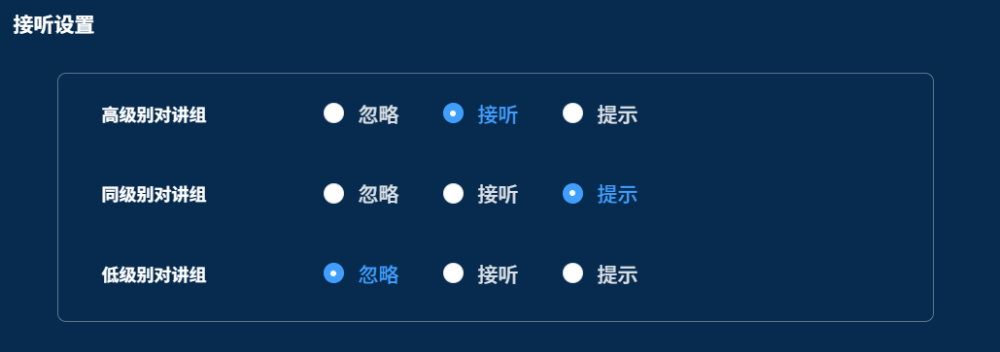 接听设置
高级别对讲组 忽略 接听 提示
同级别对讲组 忽略 接听 提示
低级别对讲组 忽略 接听 提示